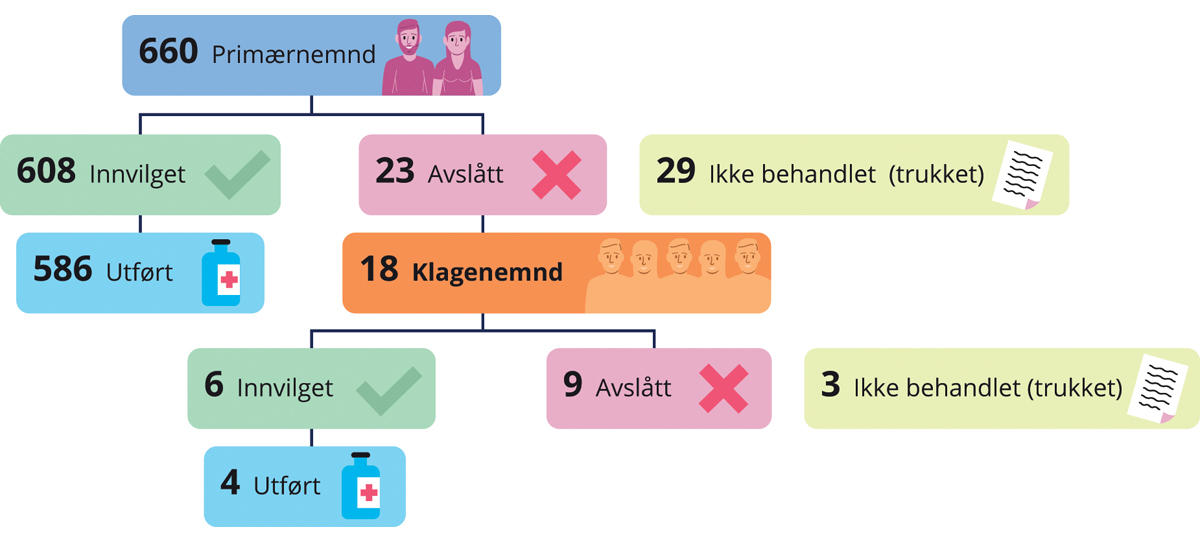 660 Primærnemnd
608 Innvilget
23 Avslått
29 Ikke behandlet (trukket)
586 Utført
18 Klagenemnd
6 Innvilget
9 Avslått
3 Ikke behandlet (trukket)
4 Utført